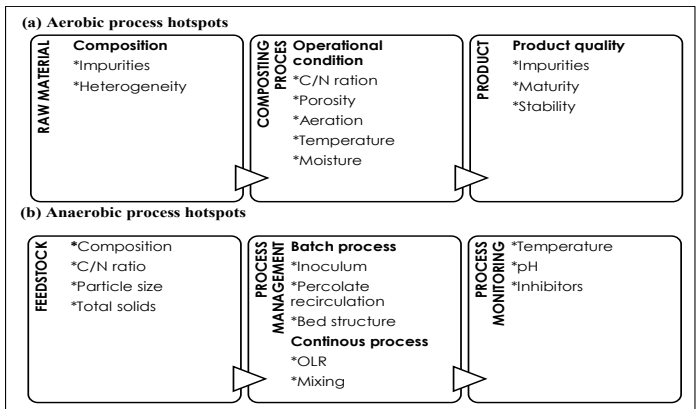 (a) Aerobic process hotspots
RAW MATERIAL
Composition
*Impurities
*Heterogeneity
COMPOSTING
PROCES
Operational
condition
*C/N ration
*Porosity
*Aeration
*Temperature
*Moisture
PRODUCT
Product quality
*Impurities
*Maturity
*Stability
(b) Anaerobic process hotspots
FEEDSTOCK
*Composition
*C/N ratio
*Particle size
*Total solids
PROCESS
MANAGEMENT
Batch process
*Inoculum
*Percolate
recirculation
*Bed structure
Continous process
*OLR
*Mixing
PROCESS
MONITORING
*Temperature
*pH
*Inhibitors